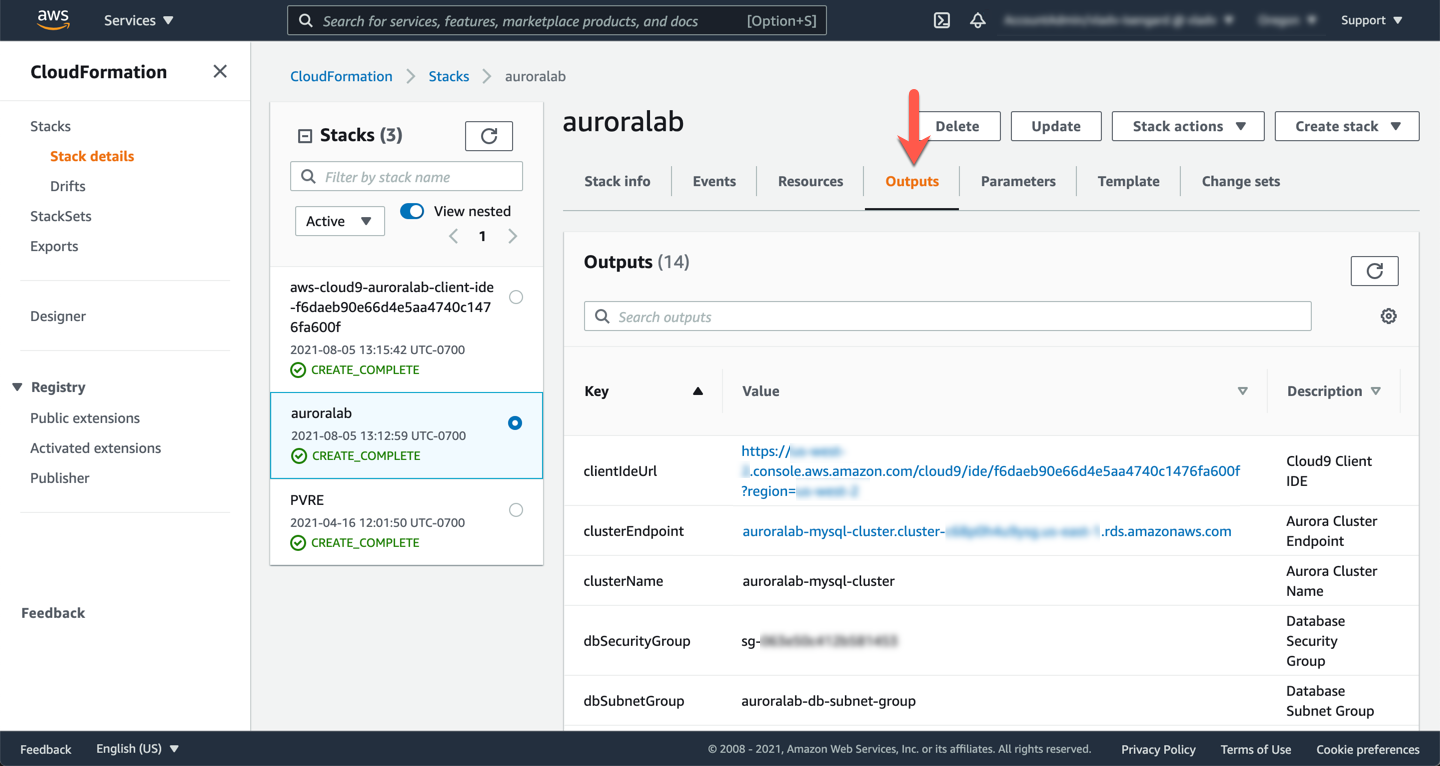 aws
Services
Search for services, features, marketplace products, and docs
[Option+S]
Support
CloudFormation
Stacks
Stack details
Drifts
StackSets
Exports
Designer
Registry
Public extensions
Activated extensions
Publisher
Feedback
CloudFormation
Stacks
auroralab
Stacks (3)
Filter by stack name
Active
View nested
1
aws-cloud9-auroralab-client-ide
-f6daeb90e66d4e5aa4740c147
6fa600f
2021-08-05 13:15:42 UTC-0700
CREATE_COMPLETE
auroralab
2021-08-05 13:12:59 UTC-0700
CREATE_COMPLETE
PVRE
2021-04-16 12:01:50 UTC-0700
CREATE_COMPLETE
auroralab
Delete
Update
Stack actions
Create stack
Stack info
Events
Resources
Outputs
Parameters
Template
Change sets
Outputs (14)
Search outputs
Key
Value
Description
clientIdeUrl
https://
.console.aws.amazon.com/cloud9/ide/f6daeb90e66d4e5aa4740c1476fa600f
?region=
Cloud9 Client
IDE
clusterEndpoint
auroralab-mysql-cluster.cluster- .rds.amazonaws.com
Aurora Cluster
Endpoint
clusterName
auroralab-mysql-cluster
Aurora Cluster
Name
dbSecurityGroup
sg-
Database
Security
Group
dbSubnetGroup
auroralab-db-subnet-group
Database
Subnet Group
Feedback
English (US)
© 2008 - 2021, Amazon Web Services, Inc. or its affiliates. All rights reserved.
Privacy Policy
Terms of Use
Cookie preferences